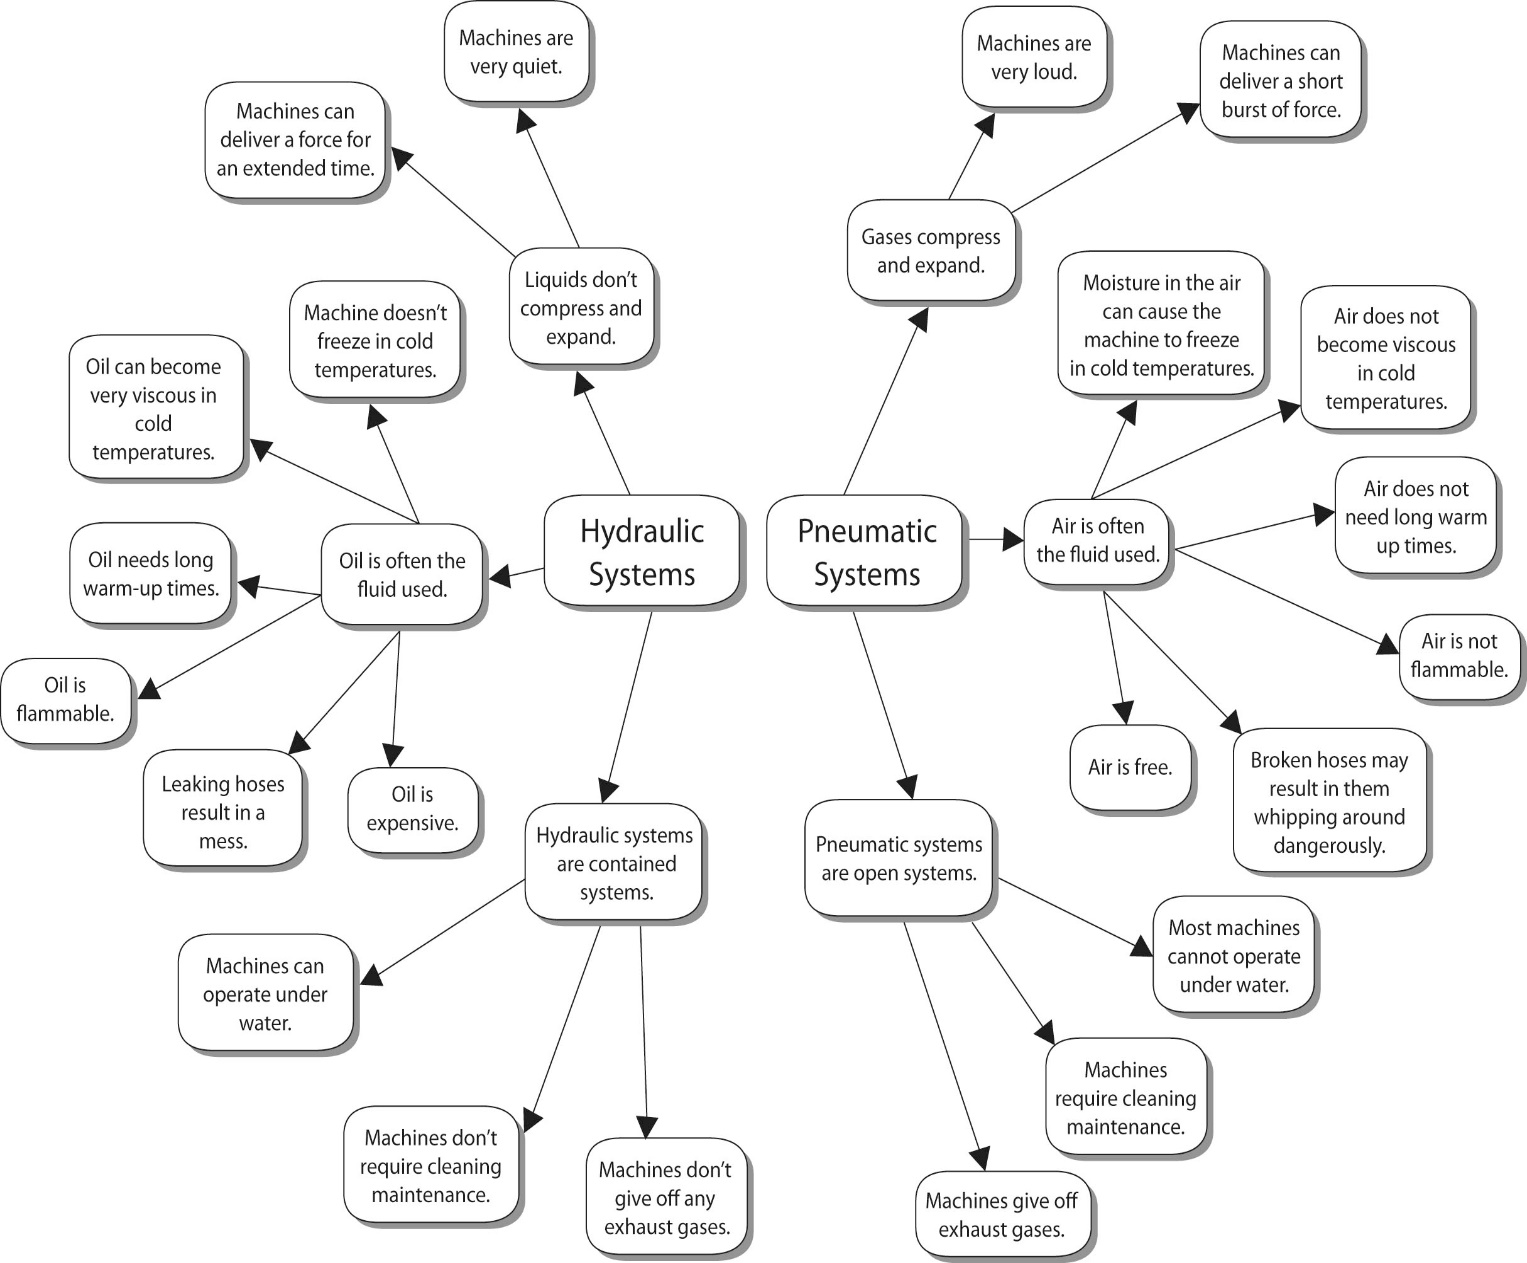 Machines are
very quiet.
Machines can
deliver a force for
an extended time.
Liquids don't
compress and
expand.
Machine doesn't
freeze in cold
temperatures.
Oil can become
very viscous in
cold
temperatures.
Oil needs long
warm-up times.
Oil is often the
fluid used.
Hydraulic
Systems
Oil is
flammable.
Leaking hoses
result in a
mess.
Oil is
expensive.
Hydraulic systems
are contained
systems.
Machines can
operate under
water.
Machines don't
require cleaning
maintenance.
Machines don't
give off any
exhaust gases.
Machines are
very loud.
Machines can
deliver a short
burst of force.
Gases compress
and expand.
Moisture in the air
can cause the
machine to freeze
in cold temperatures.
Air does not
become viscous
in cold
temperatures.
Pneumatic
Systems
Air is often
the fluid used.
Air does not
need long warm
up times.
Air is not
flammable.
Air is free.
Broken hoses may
result in them
whipping around
dangerously.
Pneumatic systems
are open systems.
Most machines
cannot operate
under water.
Machines
require cleaning
maintenance.
Machines give off
exhaust gases.